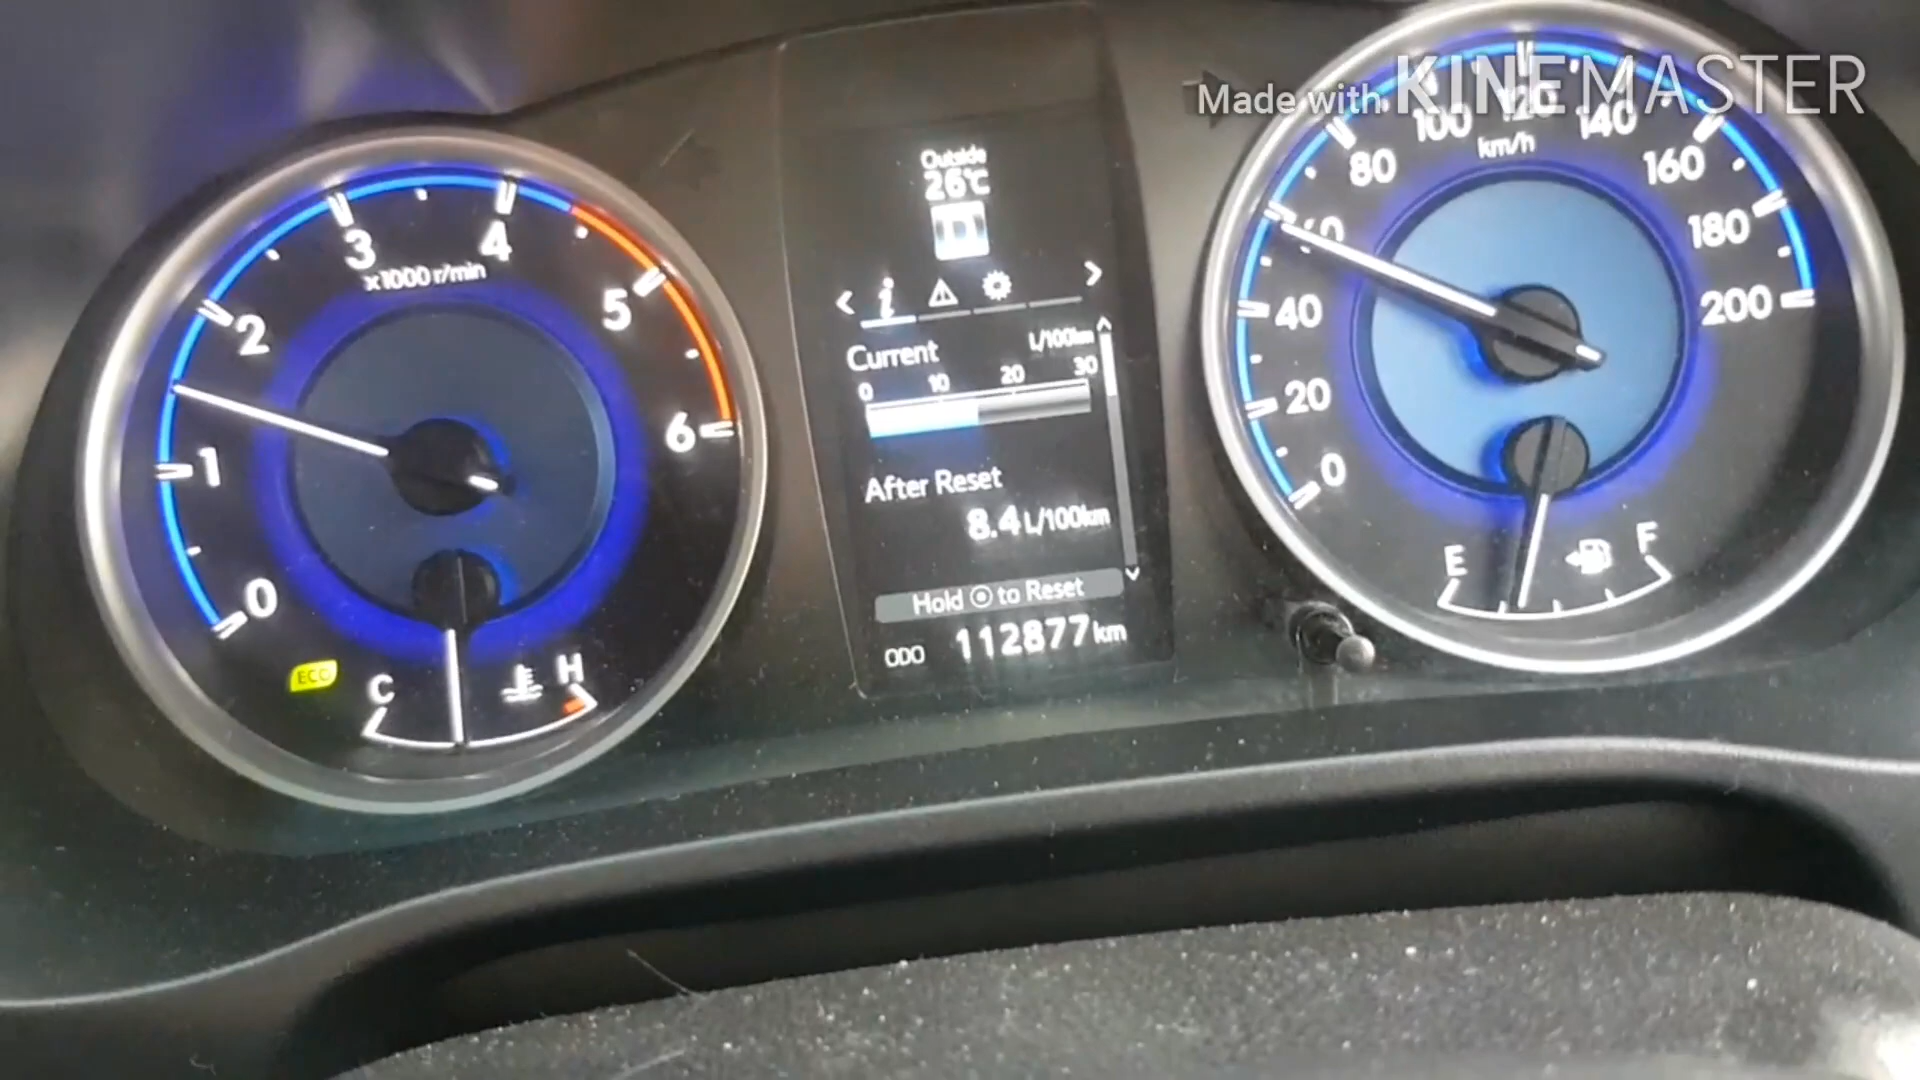 Made with KINEMASTER
0
1
2
3
4
5
6
x1000 r/min
ECO
C
H
Outside
26°C
D
i
Current
L/100km
0 10 20 30
After Reset
8.4 L/100km
Hold to Reset
ODO 112877 km
0
20
40
60
80
100
120
140
160
180
200
km/h
E
F